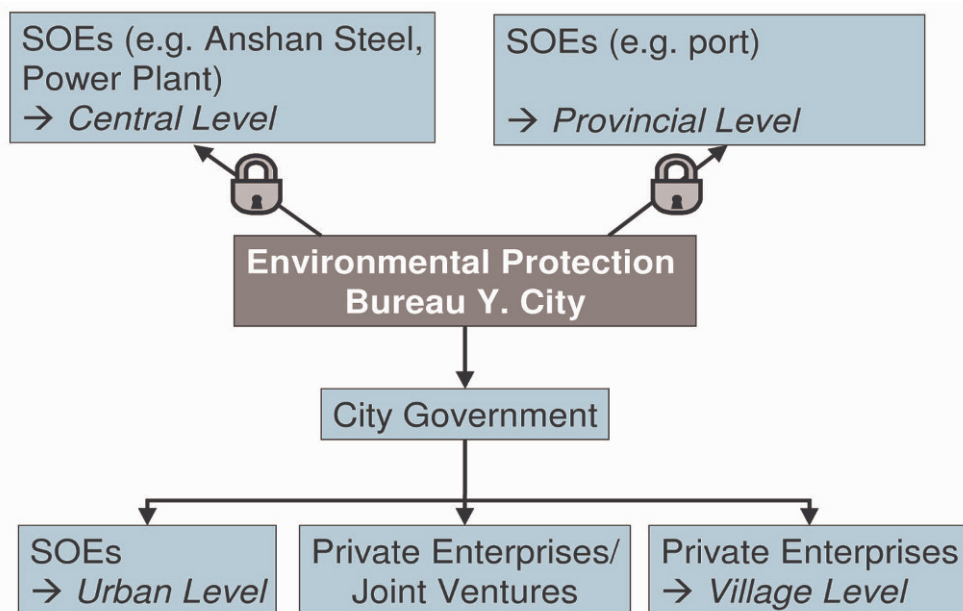 SOEs (e.g. Anshan Steel,
Power Plant)
→ Central Level
SOEs (e.g. port)
→ Provincial Level
Environmental Protection
Bureau Y. City
City Government
SOEs
→ Urban Level
Private Enterprises/
Joint Ventures
Private Enterprises
→ Village Level